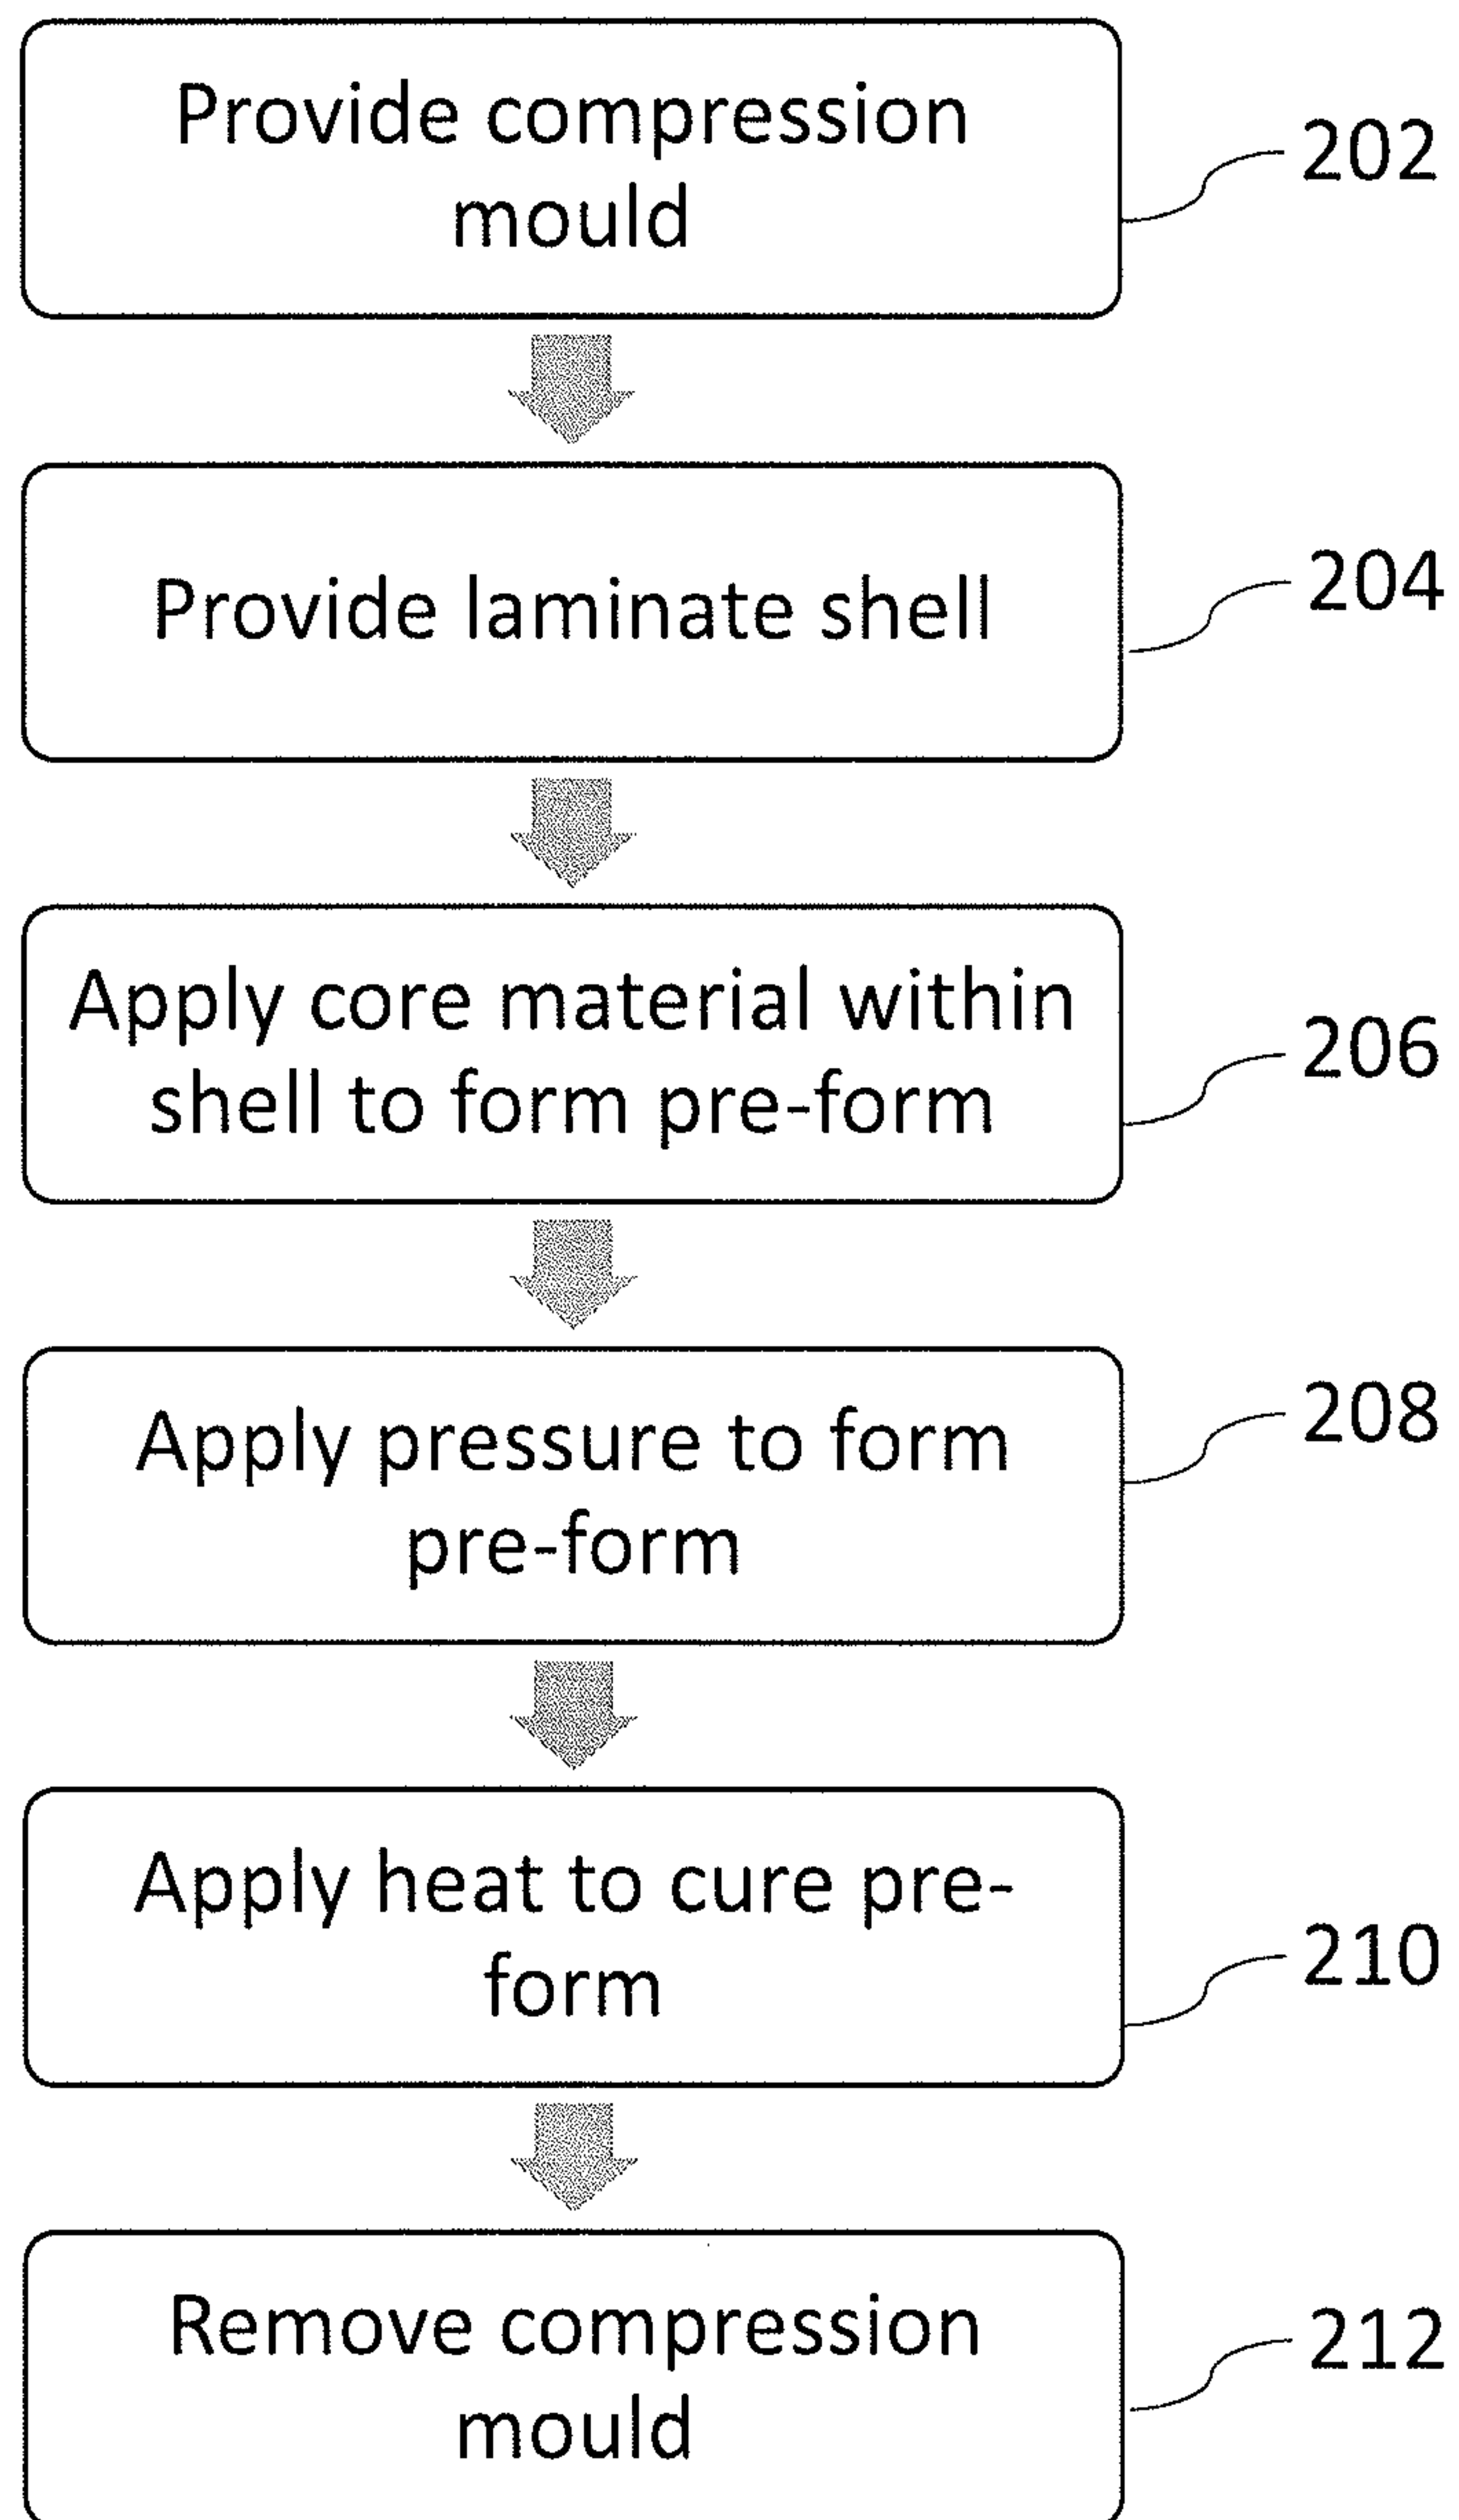 Provide compression
mould
202
Provide laminate shell
204
Apply core material within
shell to form pre-form
206
Apply pressure to form
pre-form
208
Apply heat to cure pre-
form
210
Remove compression
mould
212